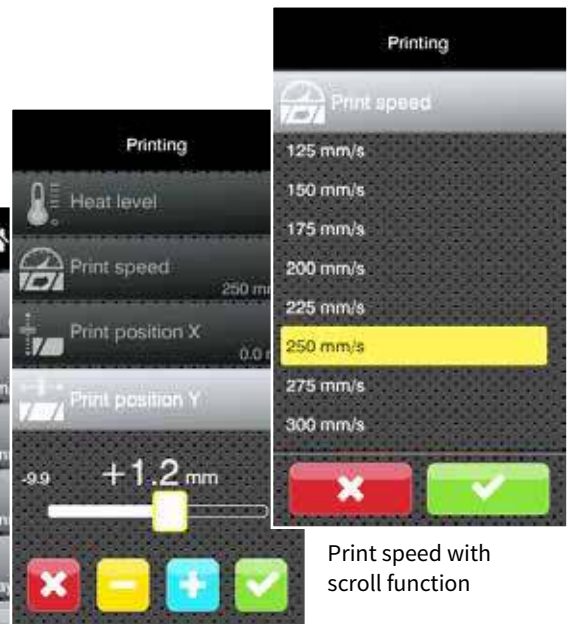 Printing
Heat level
Print speed
250 m
Print position X
0.0
Print position Y
-9.9
+1.2 mm
Printing
Print speed
125 mm/s
150 mm/s
175 mm/s
200 mm/s
225 mm/s
250 mm/s
275 mm/s
300 mm/s
Print speed with
scroll function